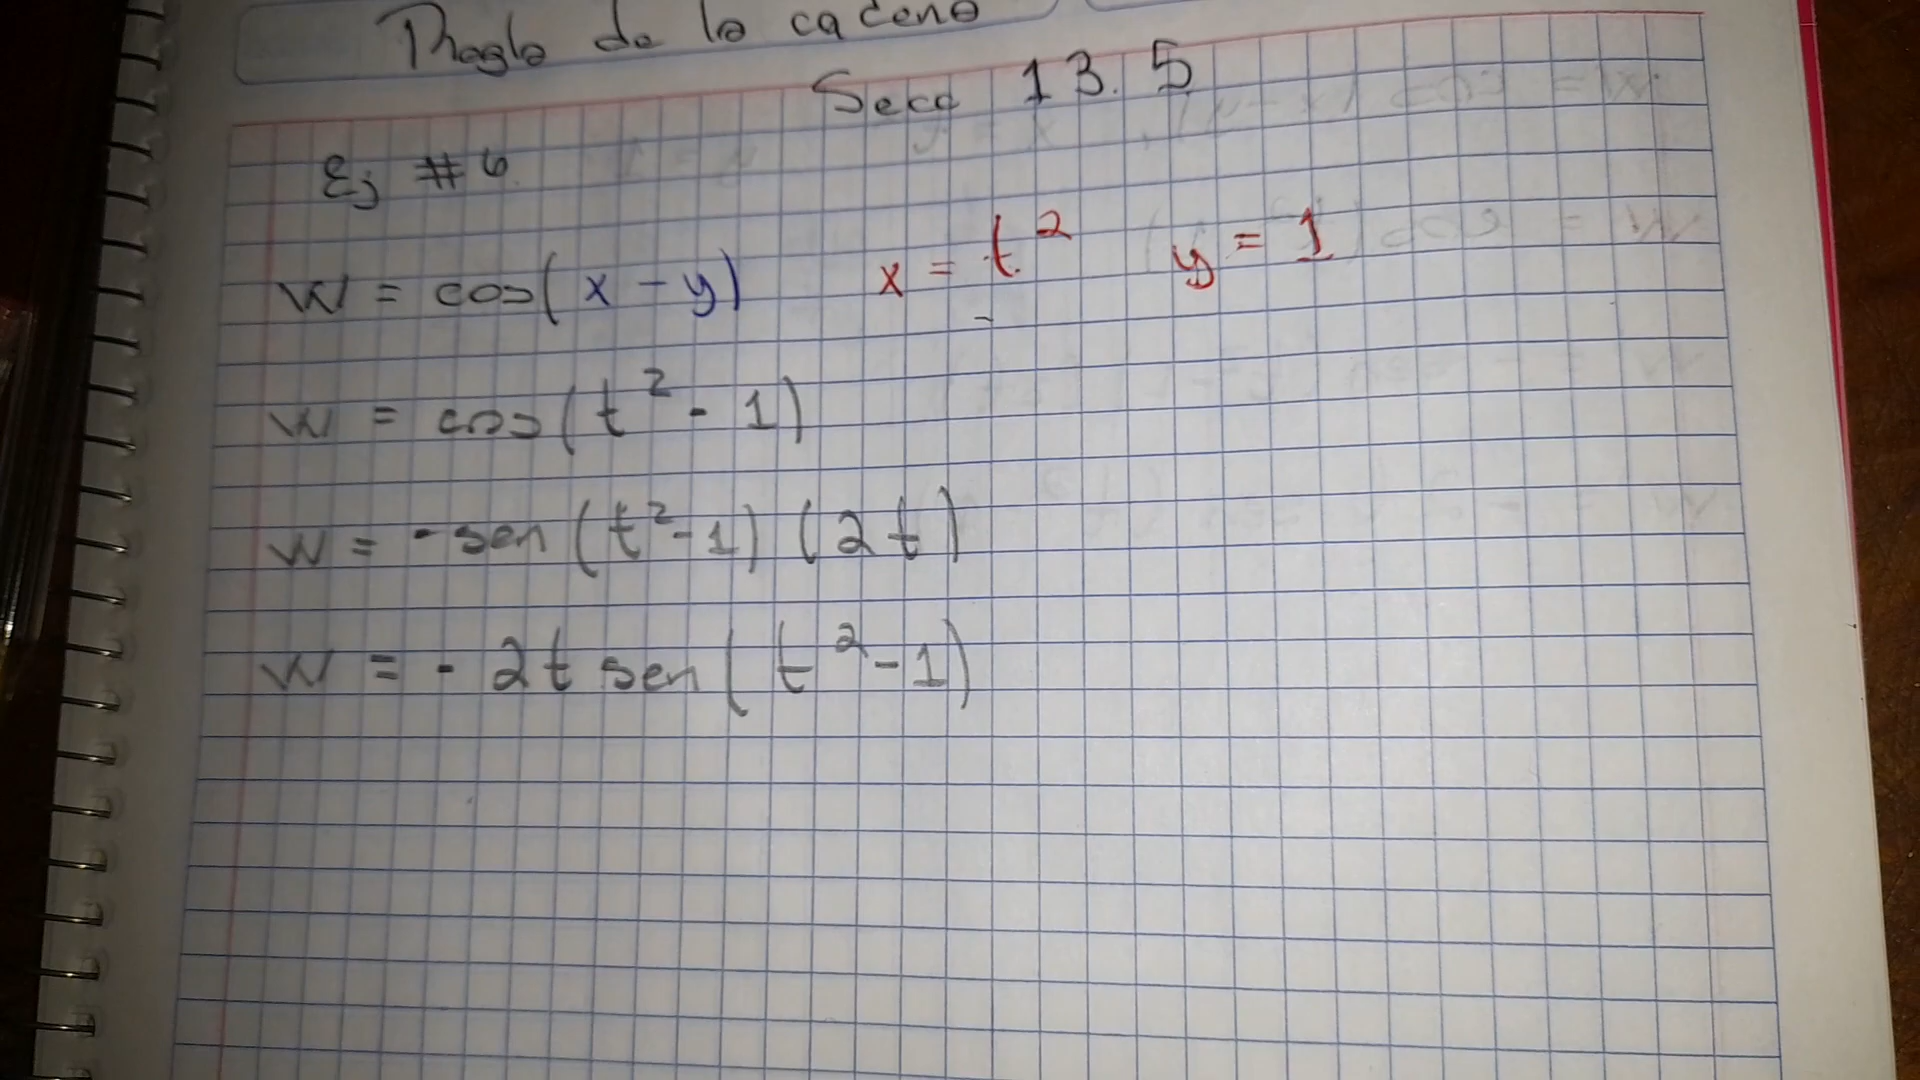 Regla de la cadena
Secc 13.5
Ej #6
w = cos(x - y) x = t² y = 1
w = cos(t² - 1)
w = -sen(t²-1)(2t)
w = - 2t sen(t²-1)